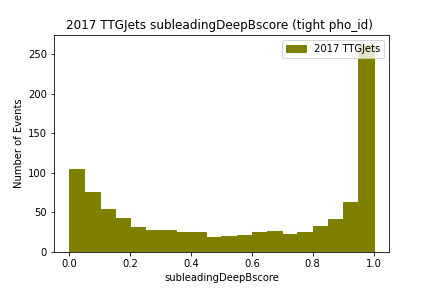 2017 TTGJets subleadingDeepBscore (tight pho_id)
2017 TTGJets
250
200
150
100
50
0
Number of Events
0.0 0.2 0.4 0.6 0.8 1.0
subleadingDeepBscore